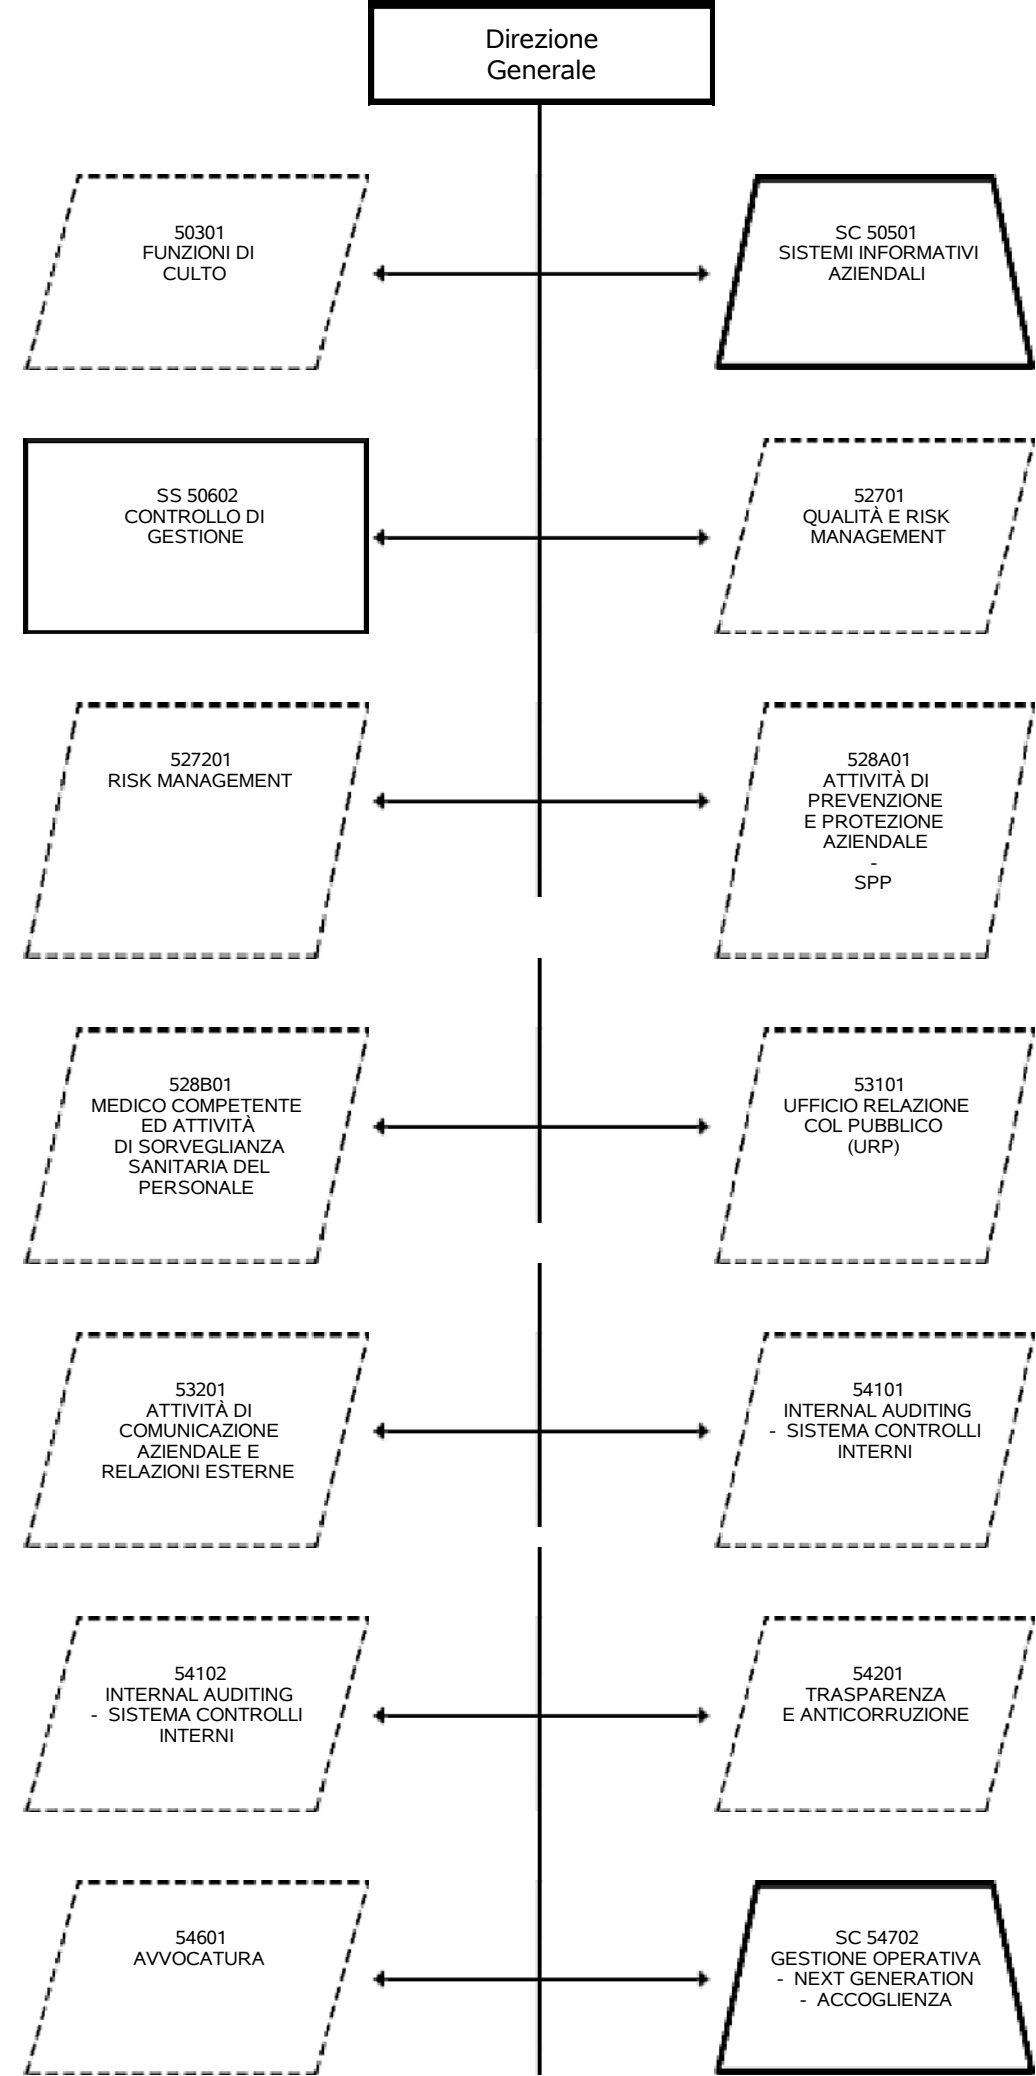 Direzione
Generale
50301
FUNZIONI DI
CULTO
SC 50501
SISTEMI INFORMATIVI
AZIENDALI
SS 50602
CONTROLLO DI
GESTIONE
52701
QUALITÀ E RISK
MANAGEMENT
527201
RISK MANAGEMENT
528A01
ATTIVITÀ DI
PREVENZIONE
E PROTEZIONE
AZIENDALE
-
SPP
528B01
MEDICO COMPETENTE
ED ATTIVITÀ
DI SORVEGLIANZA
SANITARIA DEL
PERSONALE
53101
UFFICIO RELAZIONE
COL PUBBLICO
(URP)
53201
ATTIVITÀ DI
COMUNICAZIONE
AZIENDALE E
RELAZIONI ESTERNE
54101
INTERNAL AUDITING
- SISTEMA CONTROLLI
INTERNI
54102
INTERNAL AUDITING
- SISTEMA CONTROLLI
INTERNI
54201
TRASPARENZA
E ANTICORRUZIONE
54601
AVVOCATURA
SC 54702
GESTIONE OPERATIVA
- NEXT GENERATION
- ACCOGLIENZA